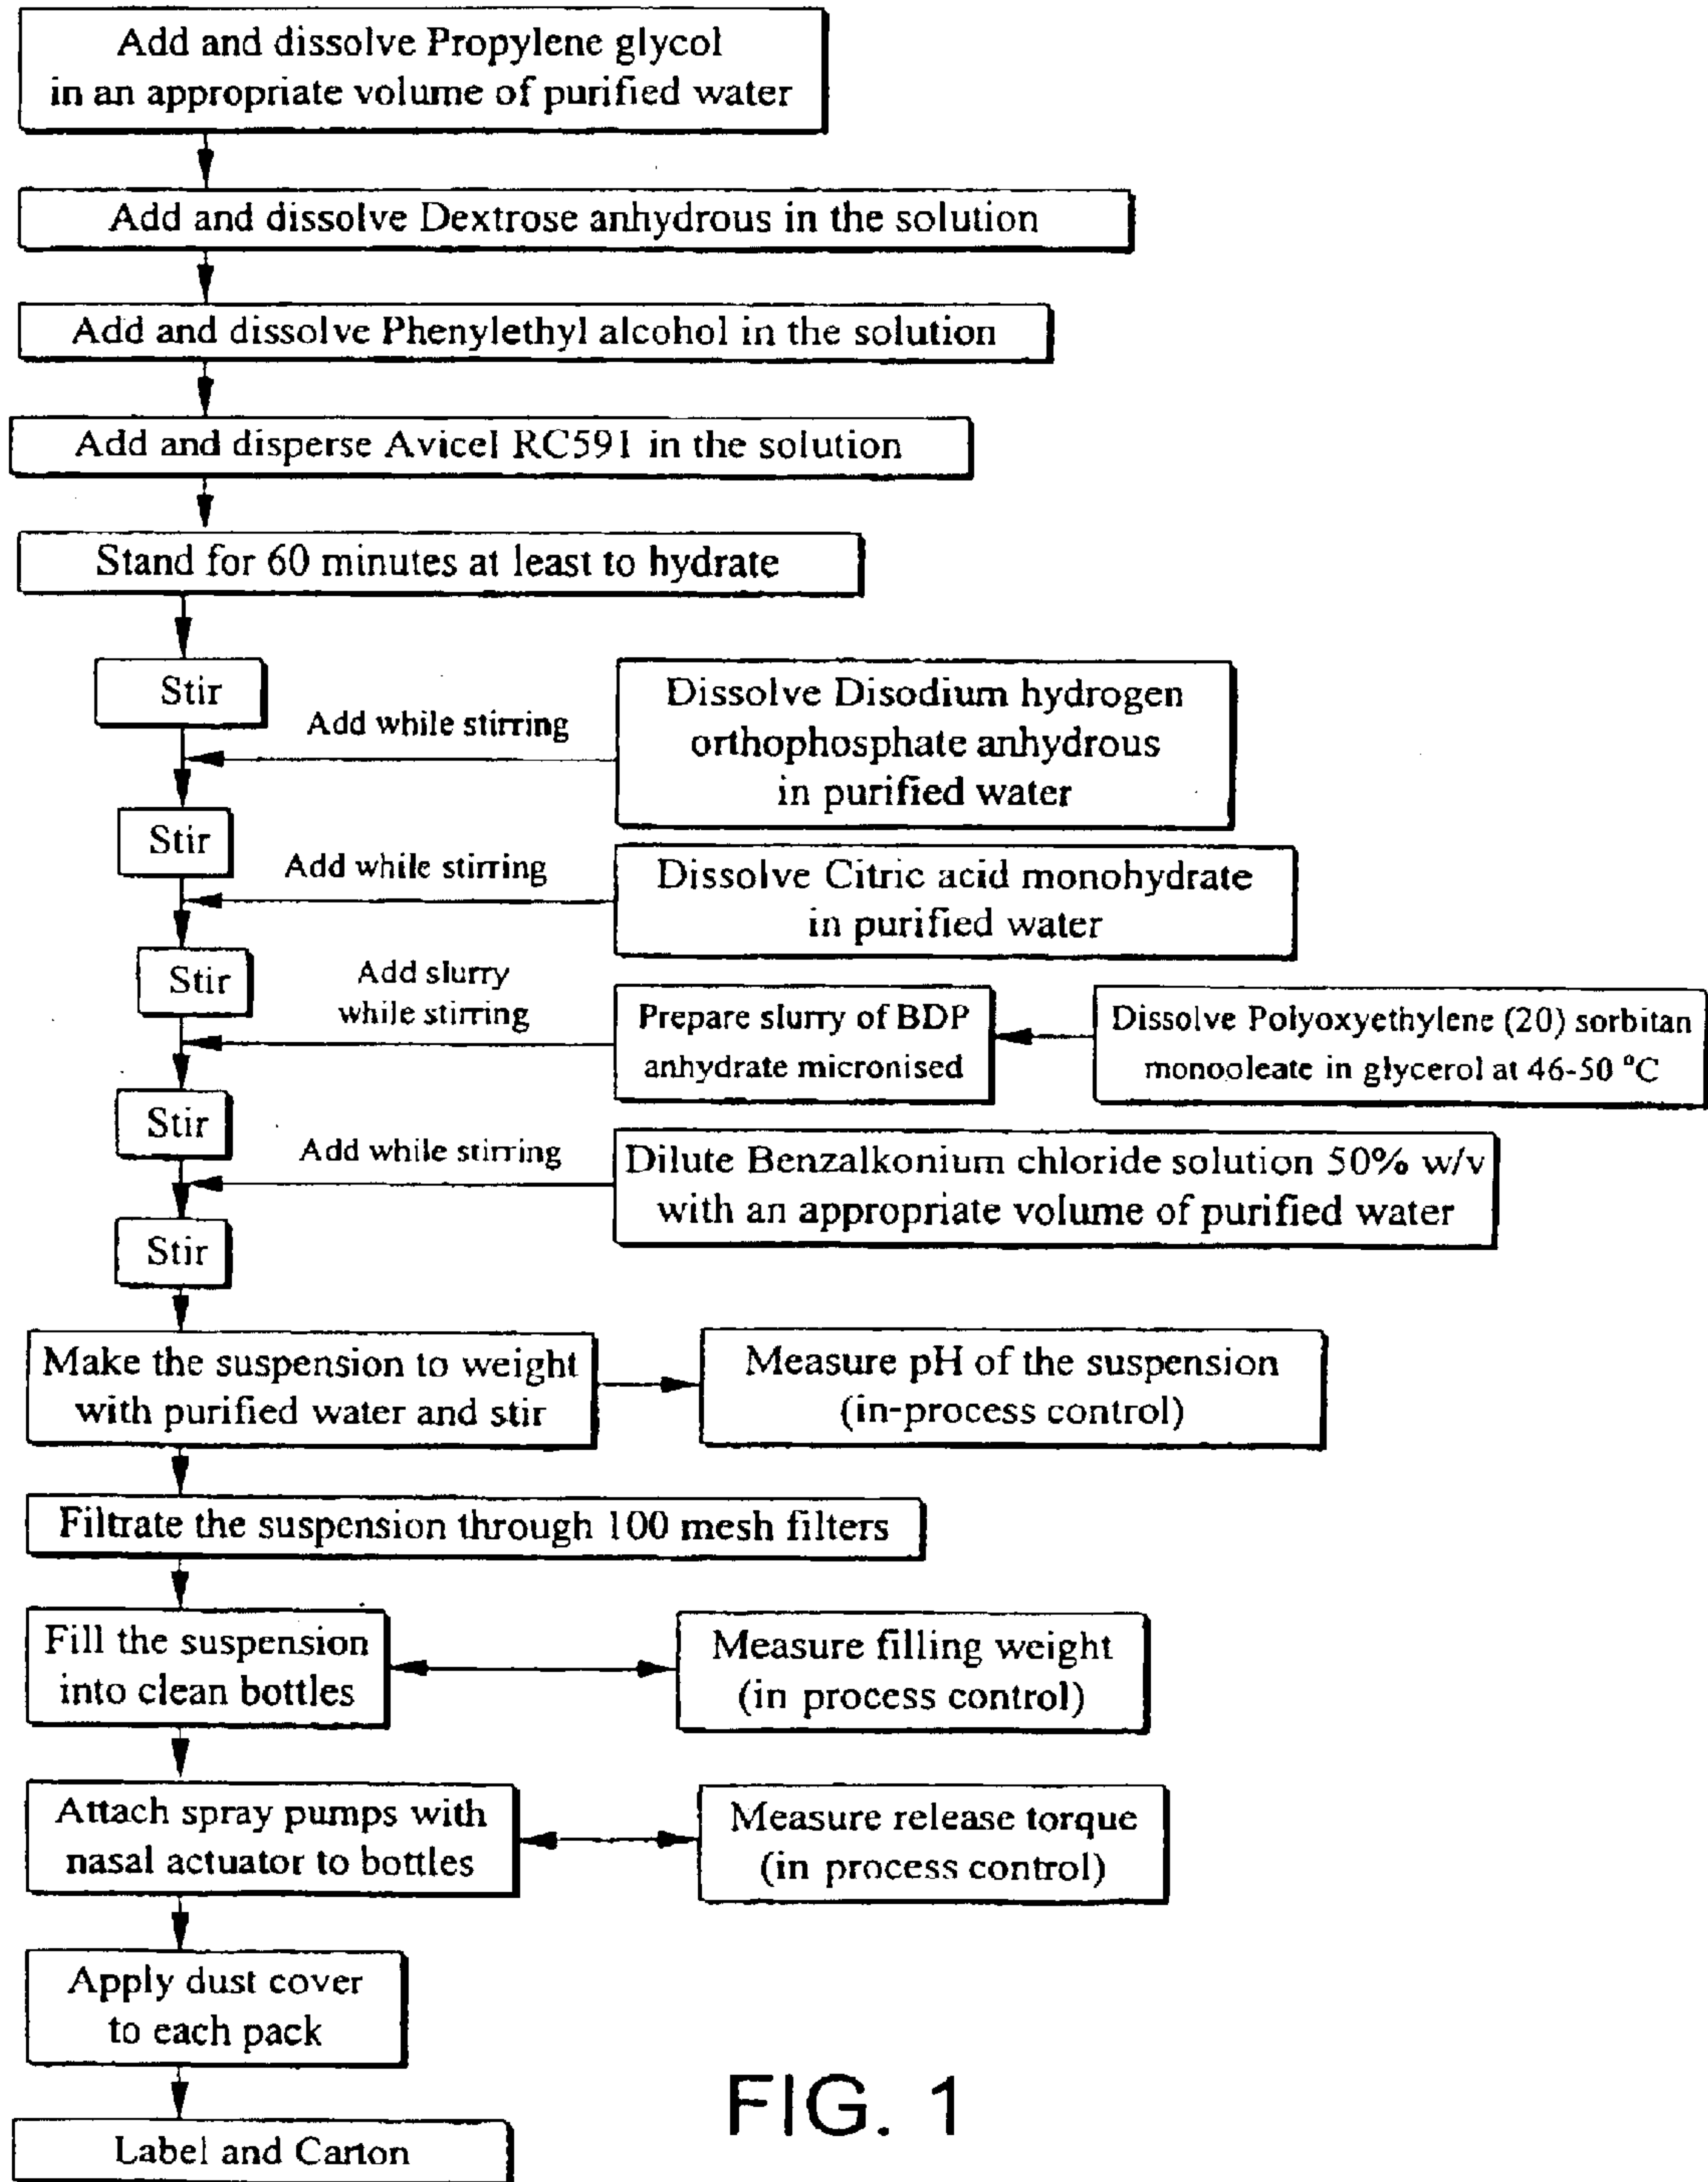 Add and dissolve Propylene glycol
in an appropriate volume of purified water
Add and dissolve Dextrose anhydrous in the solution
Add and dissolve Phenylethyl alcohol in the solution
Add and disperse Avicel RC591 in the solution
Stand for 60 minutes at least to hydrate
Stir
Add while stirring
Dissolve Disodium hydrogen
orthophosphate anhydrous
in purified water
Stir
Add while stirring
Dissolve Citric acid monohydrate
in purified water
Stir
Add slurry
while stirring
Prepare slurry of BDP
anhydrate micronised
Dissolve Polyoxyethylene (20) sorbitan
monooleate in glycerol at 46-50 °C
Stir
Add while stirring
Dilute Benzalkonium chloride solution 50% w/v
with an appropriate volume of purified water
Stir
Make the suspension to weight
with purified water and stir
Measure pH of the suspension
(in-process control)
Filtrate the suspension through 100 mesh filters
Fill the suspension
into clean bottles
Measure filling weight
(in process control)
Attach spray pumps with
nasal actuator to bottles
Measure release torque
(in process control)
Apply dust cover
to each pack
Label and Carton
FIG. 1